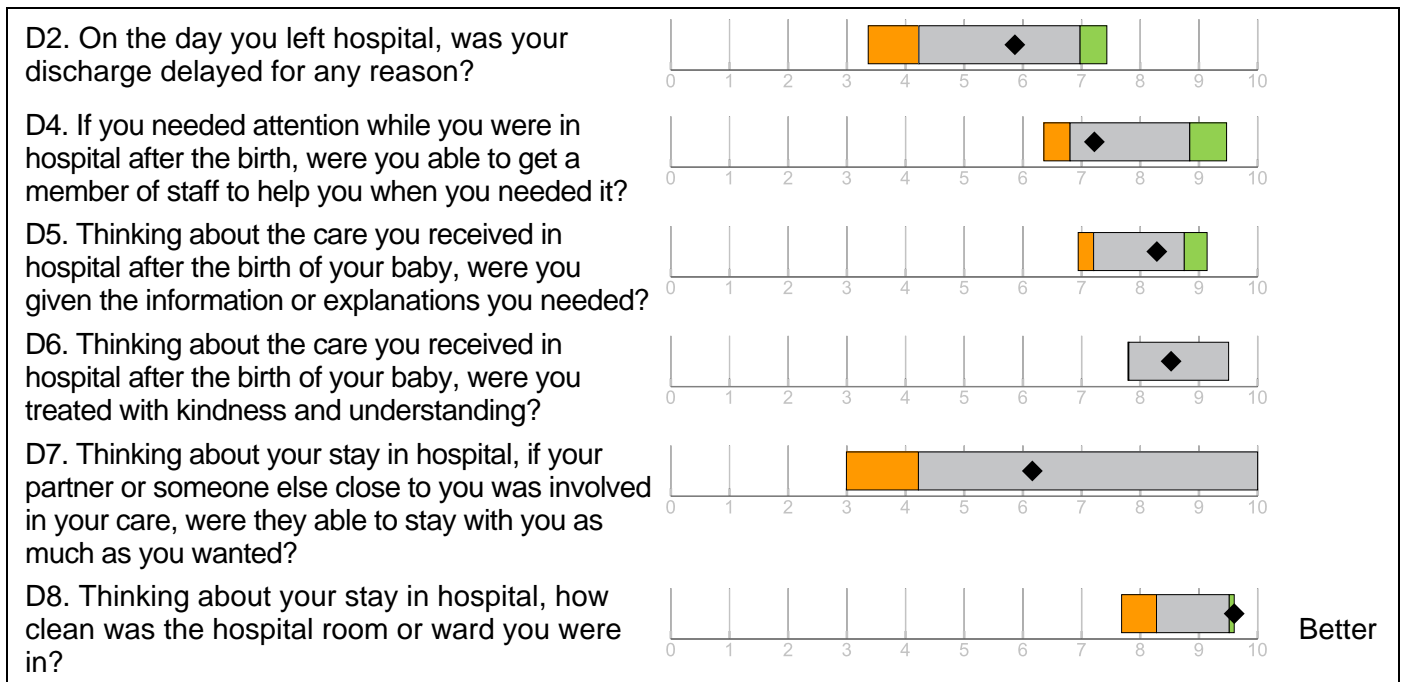 D2. On the day you left hospital, was your
discharge delayed for any reason?
0 1 2 3 4 5 6 7 8 9 10
D4. If you needed attention while you were in
hospital after the birth, were you able to get a
member of staff to help you when you needed it?
0 1 2 3 4 5 6 7 8 9 10
D5. Thinking about the care you received in
hospital after the birth of your baby, were you
given the information or explanations you needed?
0 1 2 3 4 5 6 7 8 9 10
D6. Thinking about the care you received in
hospital after the birth of your baby, were you
treated with kindness and understanding?
0 1 2 3 4 5 6 7 8 9 10
D7. Thinking about your stay in hospital, if your
partner or someone else close to you was involved
in your care, were they able to stay with you as
much as you wanted?
0 1 2 3 4 5 6 7 8 9 10
D8. Thinking about your stay in hospital, how
clean was the hospital room or ward you were
in?
0 1 2 3 4 5 6 7 8 9 10
Better